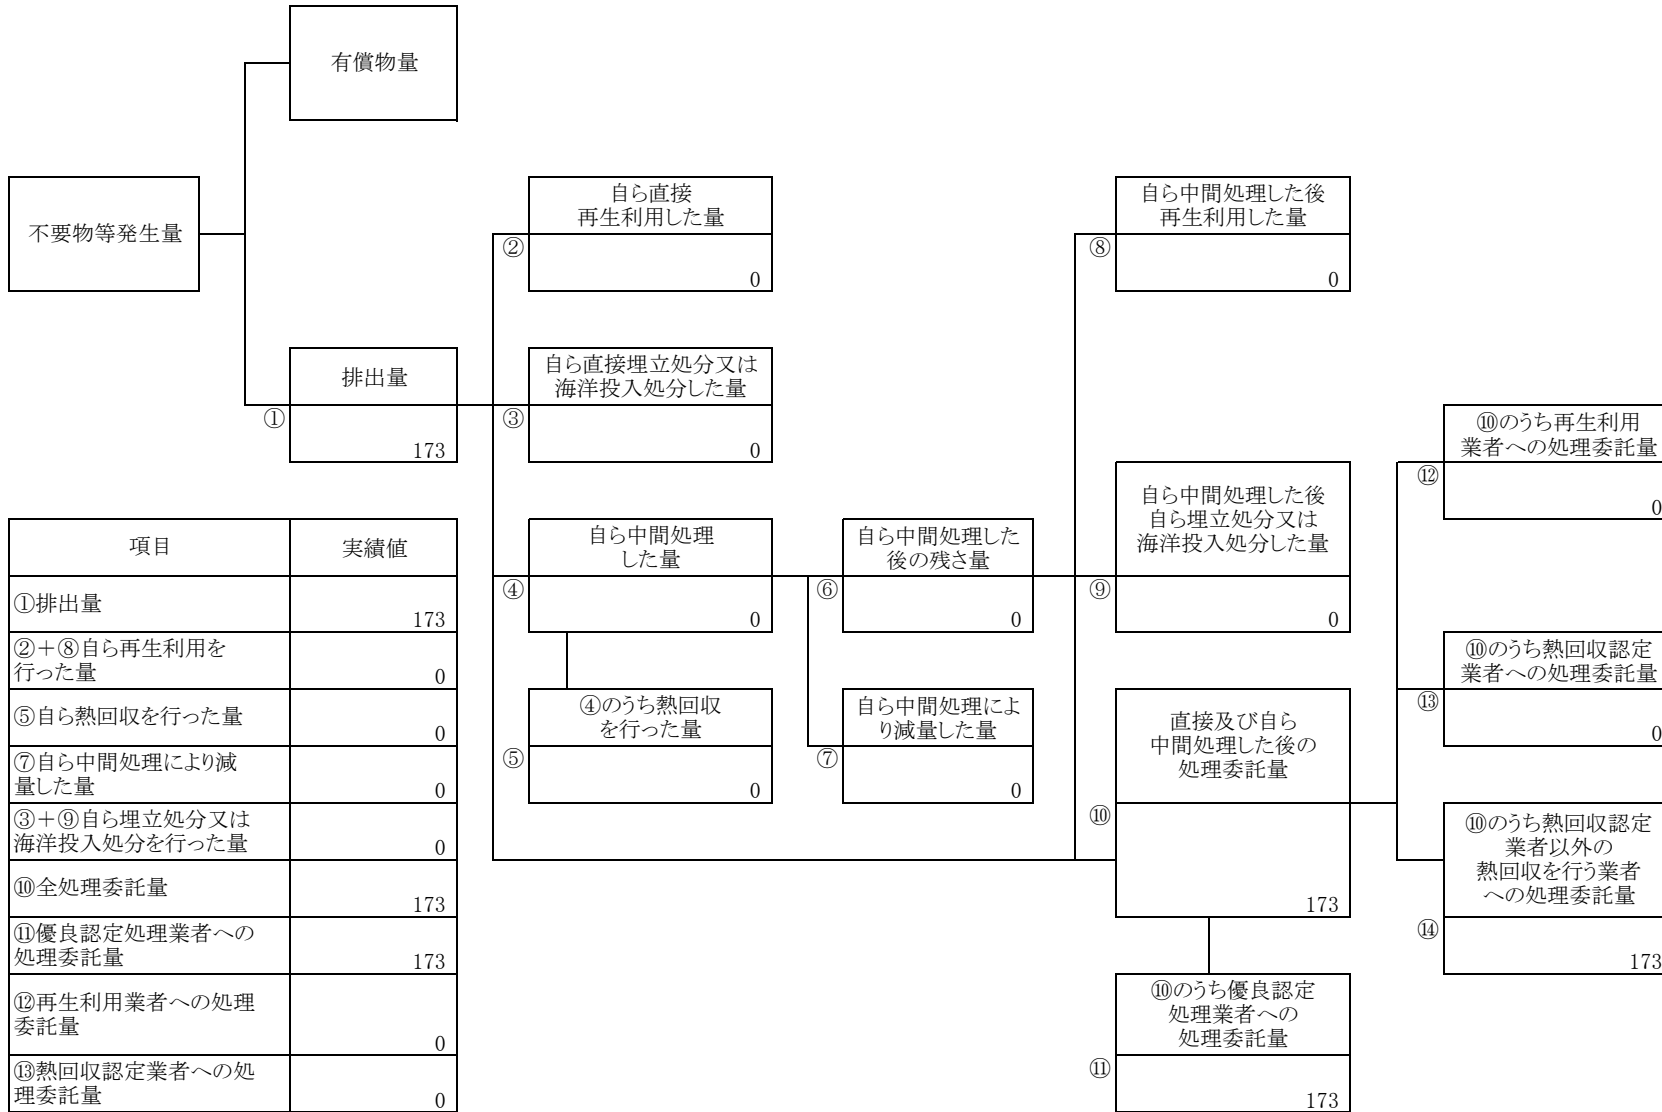 有償物量
不要物等発生量
自ら直接
再生利用した量
②
0
自ら中間処理した後
再生利用した量
⑧
0
排出量
①
173
自ら直接埋立処分又は
海洋投入処分した量
③
0
⑩のうち再生利用
業者への処理委託量
⑫
0
自ら中間処理
した量
④
0
自ら中間処理した
後の残さ量
⑥
0
自ら中間処理した後
自ら埋立処分又は
海洋投入処分した量
⑨
0
⑩のうち熱回収認定
業者への処理委託量
⑬
0
④のうち熱回収
を行った量
⑤
0
自ら中間処理によ
り減量した量
⑦
0
直接及び自ら
中間処理した後の
処理委託量
⑩
173
⑩のうち熱回収認定
業者以外の
熱回収を行う業者
への処理委託量
⑭
173
⑩のうち優良認定
処理業者への
処理委託量
⑪
173
項目 実績値
①排出量 173
②+⑧自ら再生利用を
行った量 0
⑤自ら熱回収を行った量 0
⑦自ら中間処理により減
量した量 0
③+⑨自ら埋立処分又は
海洋投入処分を行った量 0
⑩全処理委託量 173
⑪優良認定処理業者への
処理委託量 173
⑫再生利用業者への処理
委託量 0
⑬熱回収認定業者への処
理委託量 0